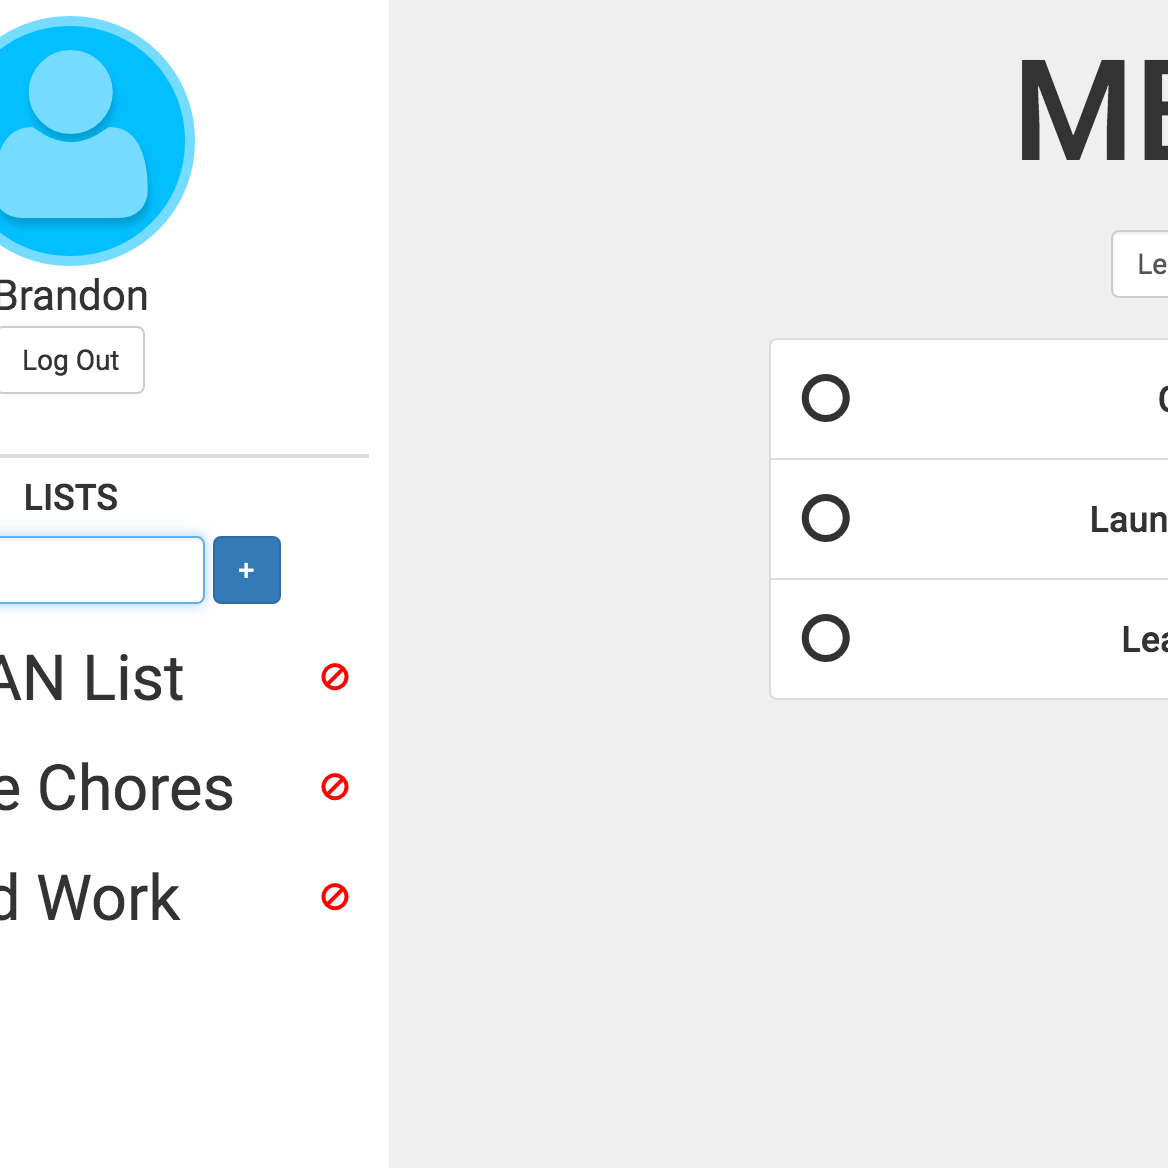 Brandon
Log Out
LISTS
+
AN List
e Chores
d Work
ME
Le
Laun
Lea